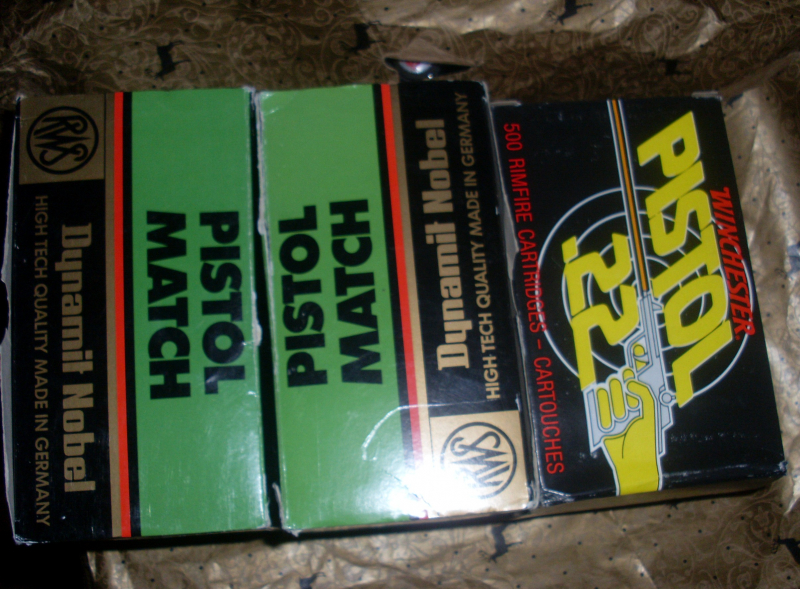 RWS
Dynamit Nobel
HIGH TECH QUALITY MADE IN GERMANY
PISTOL
MATCH
PISTOL
MATCH
Dynamit Nobel
HIGH TECH QUALITY MADE IN GERMANY
RWS
WINCHESTER
PISTOL
.22
500 RIMFIRE CARTRIDGES – CARTOUCHES